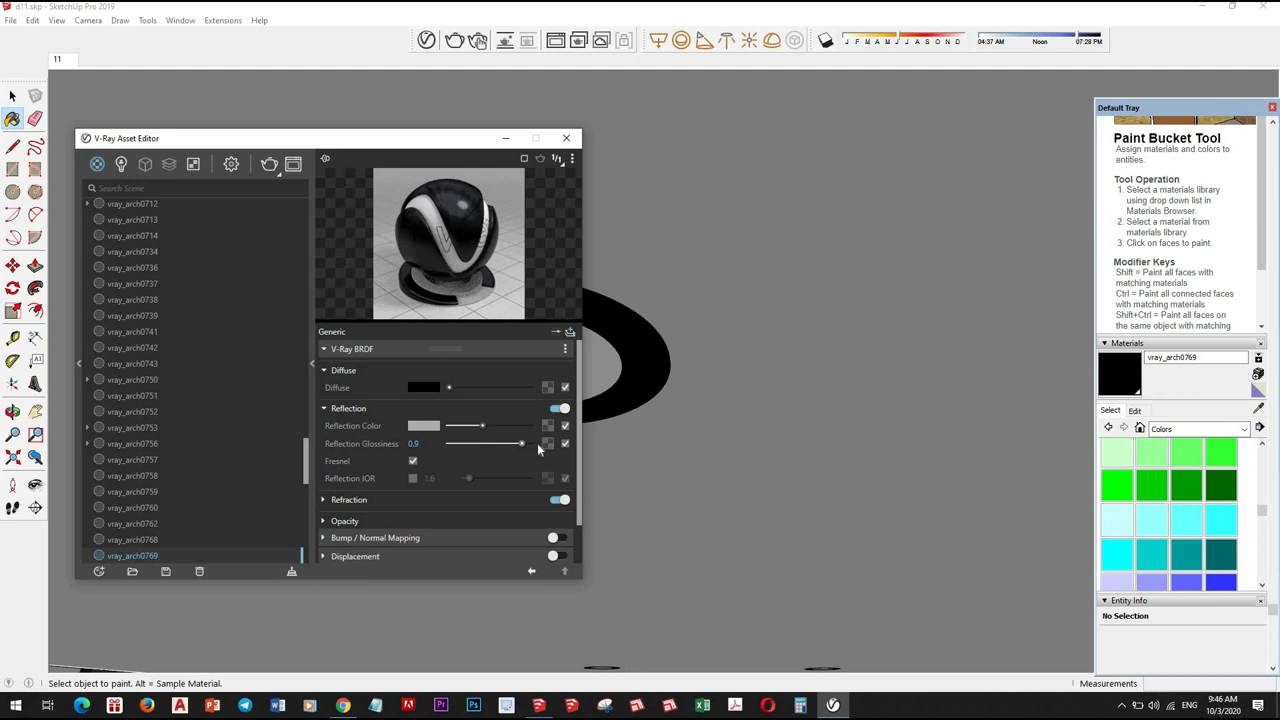 d11.skp - SketchUp Pro 2019
File Edit View Camera Draw Tools Window Extensions Help
J F M A M J J A S O N D
04:37 AM Noon 07:28 PM
11
Default Tray
Paint Bucket Tool
Assign materials and colors to
entities.
Tool Operation
1. Select a materials library
using drop down list in
Materials Browser.
2. Select a material from
materials library.
3. Click on faces to paint.
Modifier Keys
Shift = Paint all faces with
matching materials
Ctrl = Paint all connected faces
with matching materials
Shift+Ctrl = Paint all faces on
the same object with matching
Materials
vray_arch0769
Select Edit
Colors
Entity Info
No Selection
V-Ray Asset Editor
Search Scene
vray_arch0712
vray_arch0713
vray_arch0714
vray_arch0734
vray_arch0736
vray_arch0737
vray_arch0738
vray_arch0739
vray_arch0741
vray_arch0742
vray_arch0743
vray_arch0750
vray_arch0751
vray_arch0752
vray_arch0753
vray_arch0756
vray_arch0757
vray_arch0758
vray_arch0759
vray_arch0760
vray_arch0762
vray_arch0768
vray_arch0769
Generic
V-Ray BRDF
Diffuse
Diffuse
Reflection
Reflection Color
Reflection Glossiness 0.9
Fresnel
Reflection IOR 1.6
Refraction
Opacity
Bump / Normal Mapping
Displacement
Select object to paint. Alt = Sample Material.
Measurements
ENG 9:46 AM
10/3/2020